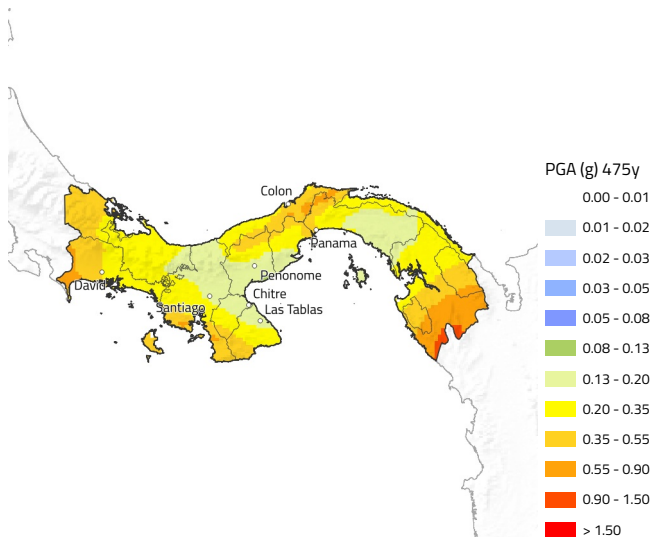 Colon
Panama
Penonome
David
Chitre
Santiago
Las Tablas
PGA (g) 475y
0.00 - 0.01
0.01 - 0.02
0.02 - 0.03
0.03 - 0.05
0.05 - 0.08
0.08 - 0.13
0.13 - 0.20
0.20 - 0.35
0.35 - 0.55
0.55 - 0.90
0.90 - 1.50
> 1.50